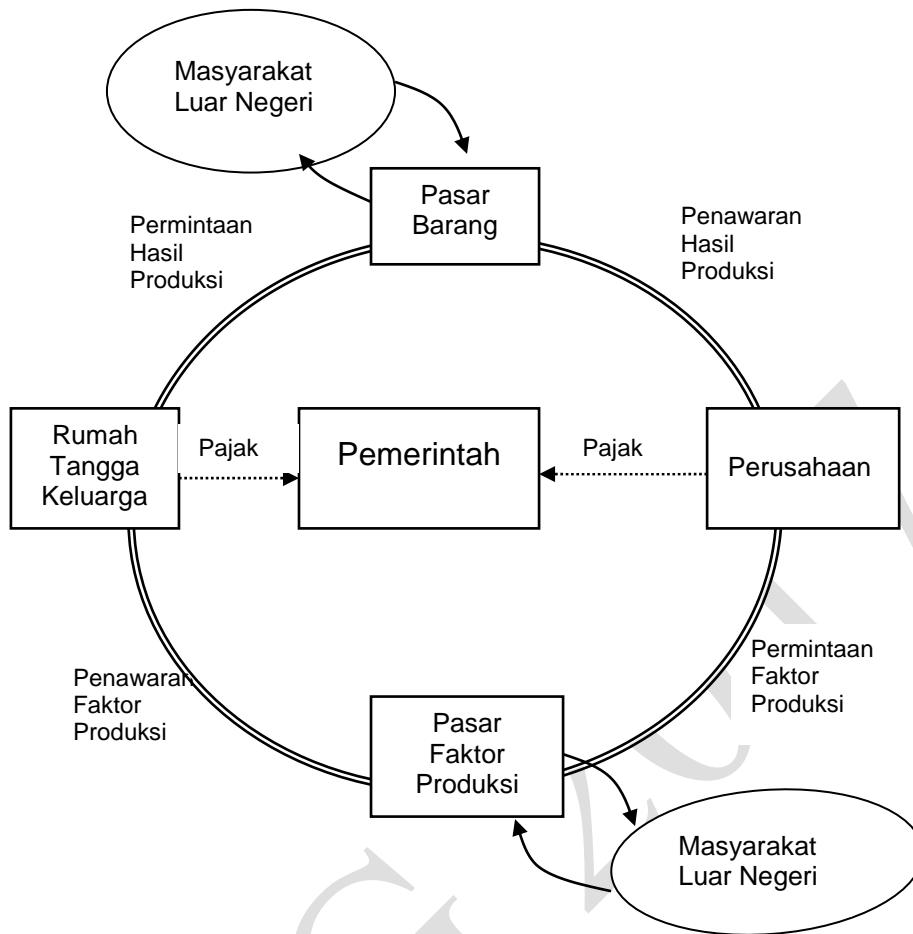 Masyarakat
Luar Negeri
Pasar
Barang
Permintaan
Hasil
Produksi
Penawaran
Hasil
Produksi
Rumah
Tangga
Keluarga
Pajak
Pemerintah
Pajak
Perusahaan
Penawaran
Faktor
Produksi
Pasar
Faktor
Produksi
Permintaan
Faktor
Produksi
Masyarakat
Luar Negeri